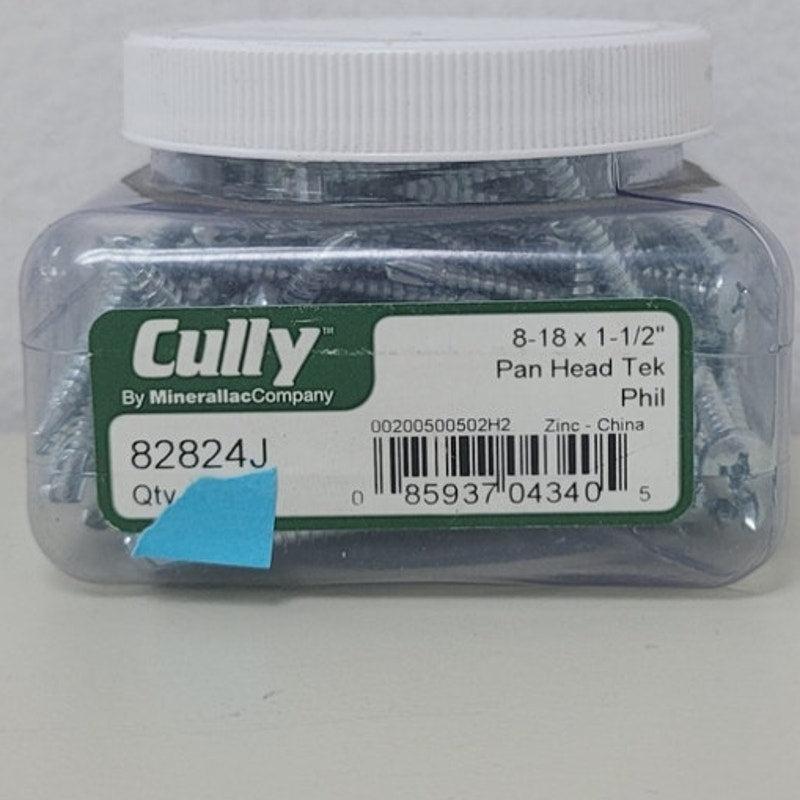 Cully™
By MinerallacCompany
8-18 x 1-1/2"
Pan Head Tek
Phil
82824J
Qty
00200500502H2 Zinc - China
0 85937 04340 5